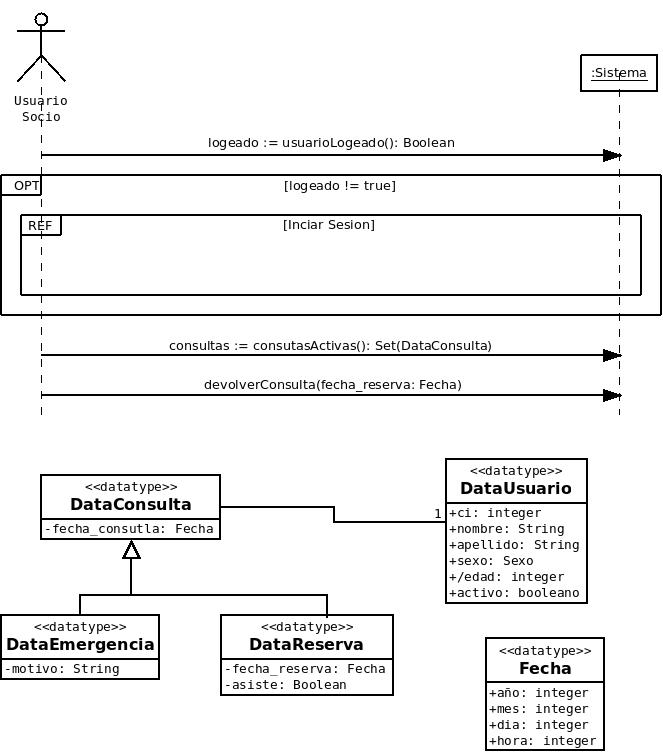 Usuario
Socio
:Sistema
logeado := usuarioLogeado(): Boolean
OPT
[logeado != true]
REF
[Inciar Sesion]
consultas := consutasActivas(): Set(DataConsulta)
devolverConsulta(fecha_reserva: Fecha)
<<datatype>>
DataConsulta
-fecha_consutla: Fecha
1
<<datatype>>
DataUsuario
+ci: integer
+nombre: String
+apellido: String
+sexo: Sexo
+/edad: integer
+activo: booleano
<<datatype>>
DataEmergencia
-motivo: String
<<datatype>>
DataReserva
-fecha_reserva: Fecha
-asiste: Boolean
<<datatype>>
Fecha
+año: integer
+mes: integer
+dia: integer
+hora: integer